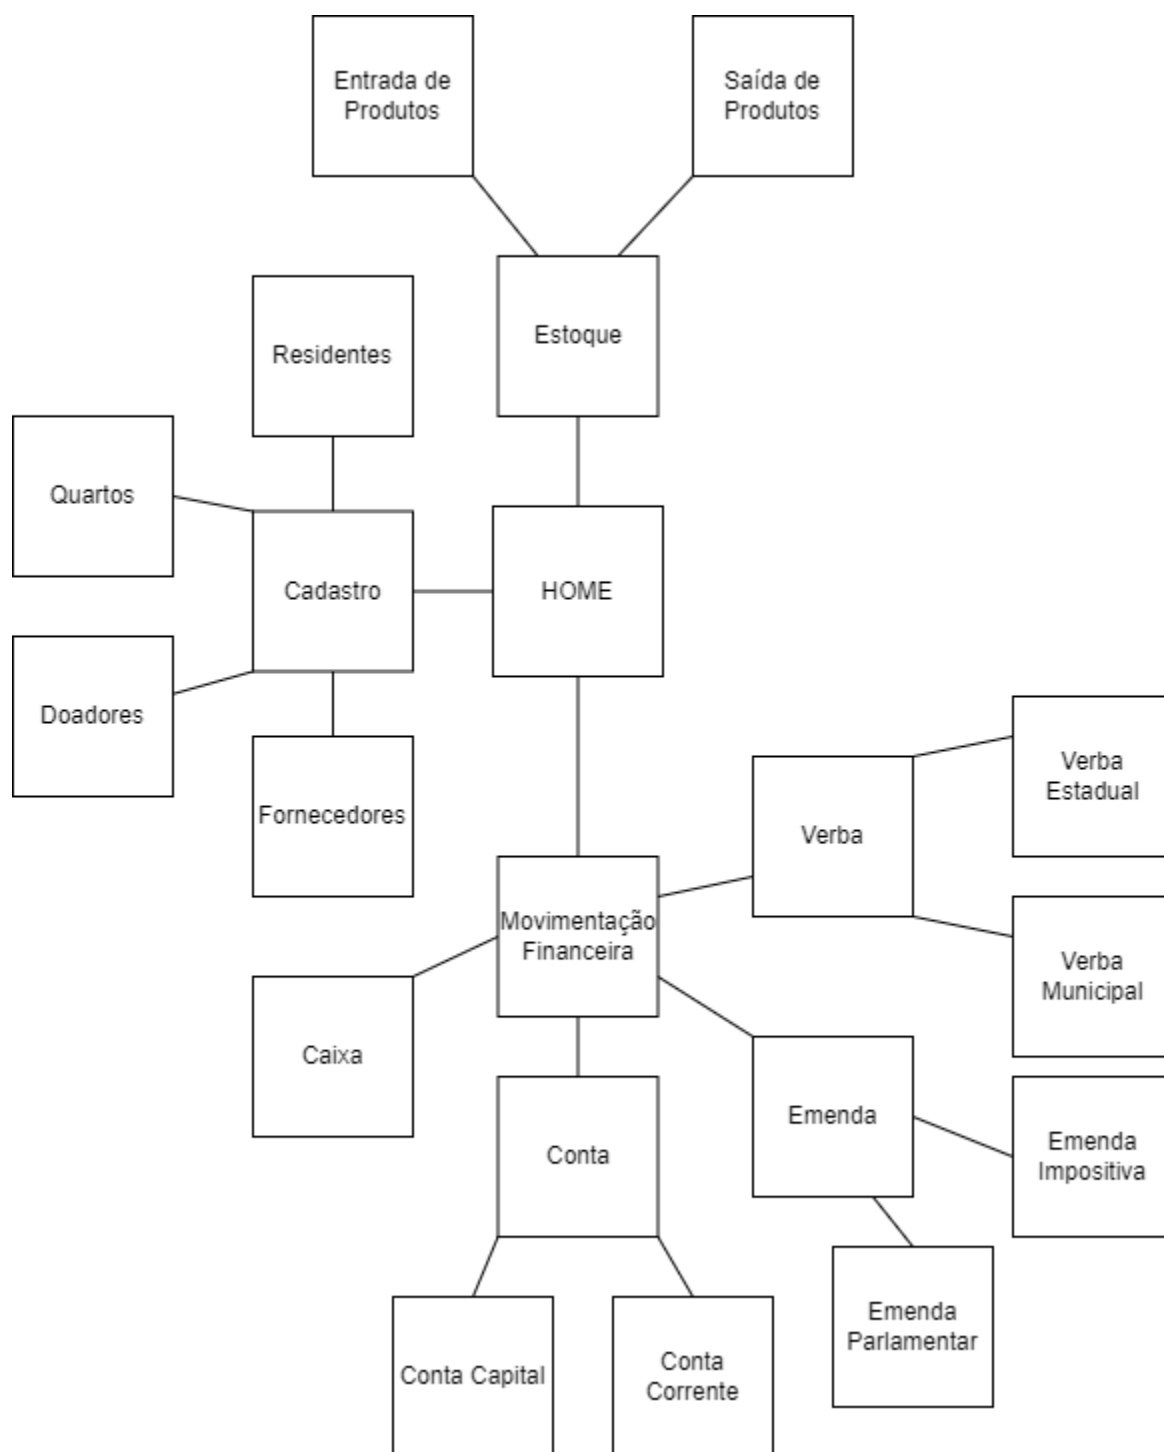 Entrada de
Produtos
Saída de
Produtos
Estoque
Residentes
Quartos
Cadastro
HOME
Doadores
Fornecedores
Verba
Estadual
Verba
Movimentação
Financeira
Verba
Municipal
Caixa
Emenda
Conta
Emenda
Impositiva
Emenda
Parlamentar
Conta Capital
Conta
Corrente